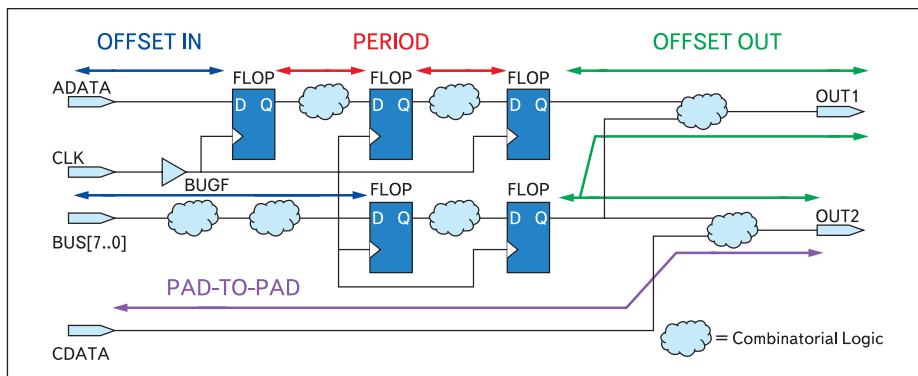 OFFSET IN
PERIOD
OFFSET OUT
ADATA
FLOP
FLOP
FLOP
D Q
D Q
D Q
OUT1
CLK
BUGF
FLOP
FLOP
BUS[7..0]
D Q
D Q
OUT2
PAD-TO-PAD
CDATA
= Combinatorial Logic